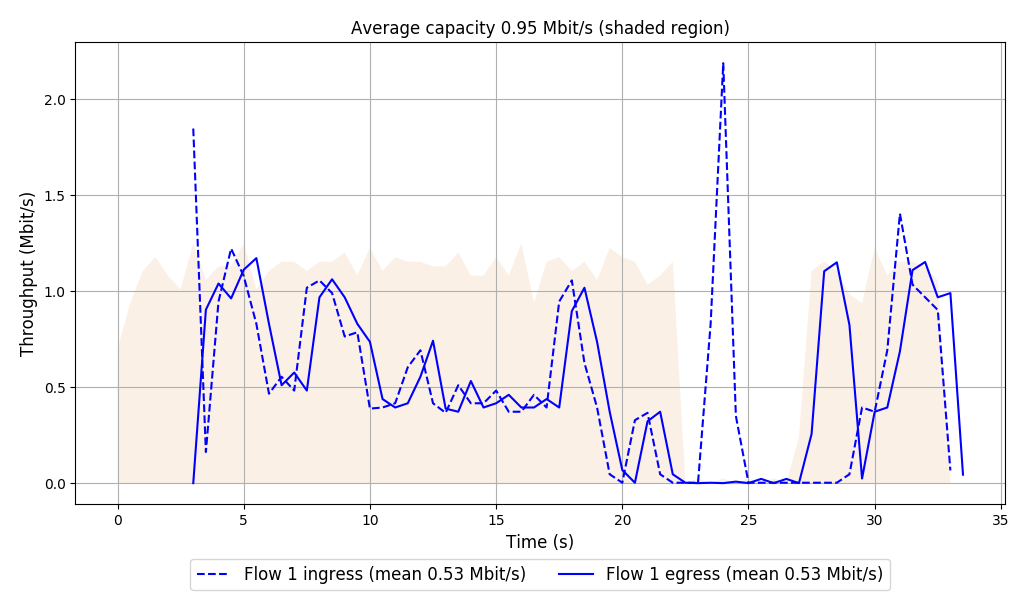 Average capacity 0.95 Mbit/s (shaded region)
Throughput (Mbit/s)
2.0
1.5
1.0
0.5
0.0
0 5 10 15 20 25 30 35
Time (s)
Flow 1 ingress (mean 0.53 Mbit/s) Flow 1 egress (mean 0.53 Mbit/s)